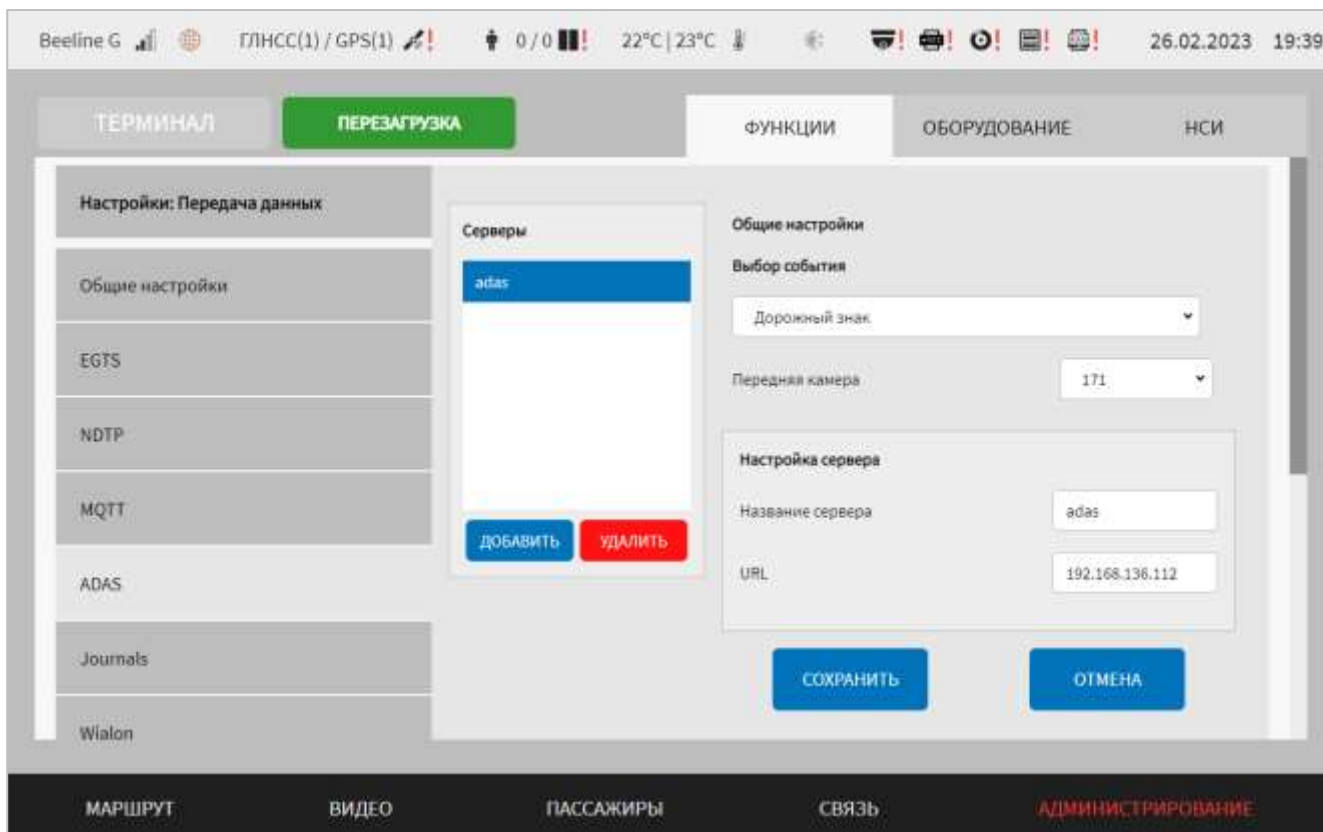 Beeline G ГЛНСС(1) / GPS(1) ! 0 / 0 ! 22°C | 23°C ! ! ! ! ! 26.02.2023 19:39
ТЕРМИНАЛ ПЕРЕЗАГРУЗКА ФУНКЦИИ ОБОРУДОВАНИЕ НСИ
Настройки: Передача данных
Общие настройки
EGTS
NDTP
MQTT
ADAS
Journals
Wialon
Серверы
adas
ДОБАВИТЬ УДАЛИТЬ
Общие настройки
Выбор события
Дорожный знак
Передняя камера 171
Настройка сервера
Название сервера adas
URL 192.168.136.112
СОХРАНИТЬ ОТМЕНА
МАРШРУТ ВИДЕО ПАССАЖИРЫ СВЯЗЬ АДМИНИСТРИРОВАНИЕ